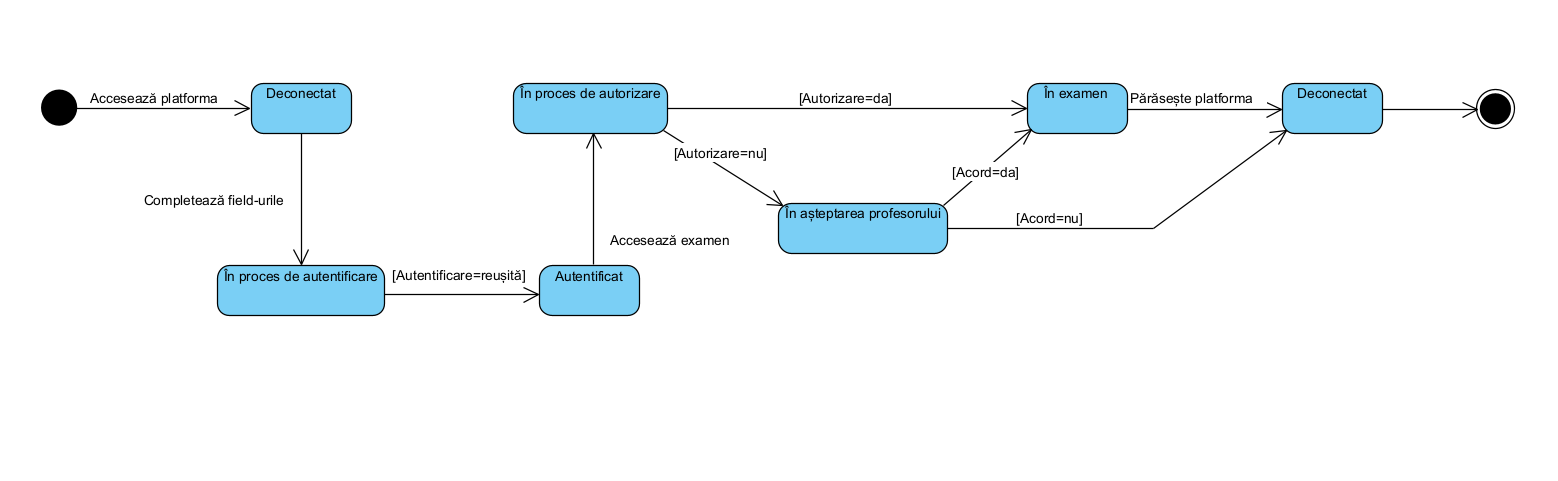 Accesează platforma
Deconectat
În proces de autorizare
[Autorizare=da]
În examen
Părăsește platforma
Deconectat
[Autorizare=nu]
[Acord=da]
Completează field-urile
În așteptarea profesorului
[Acord=nu]
Accesează examen
În proces de autentificare
[Autentificare=reușită]
Autentificat